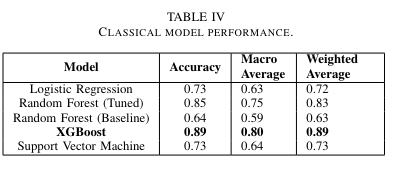 TABLE IV
CLASSICAL MODEL PERFORMANCE.
Model Accuracy Macro Average Weighted Average
Logistic Regression 0.73 0.63 0.72
Random Forest (Tuned) 0.85 0.75 0.83
Random Forest (Baseline) 0.64 0.59 0.63
XGBoost 0.89 0.80 0.89
Support Vector Machine 0.73 0.64 0.73